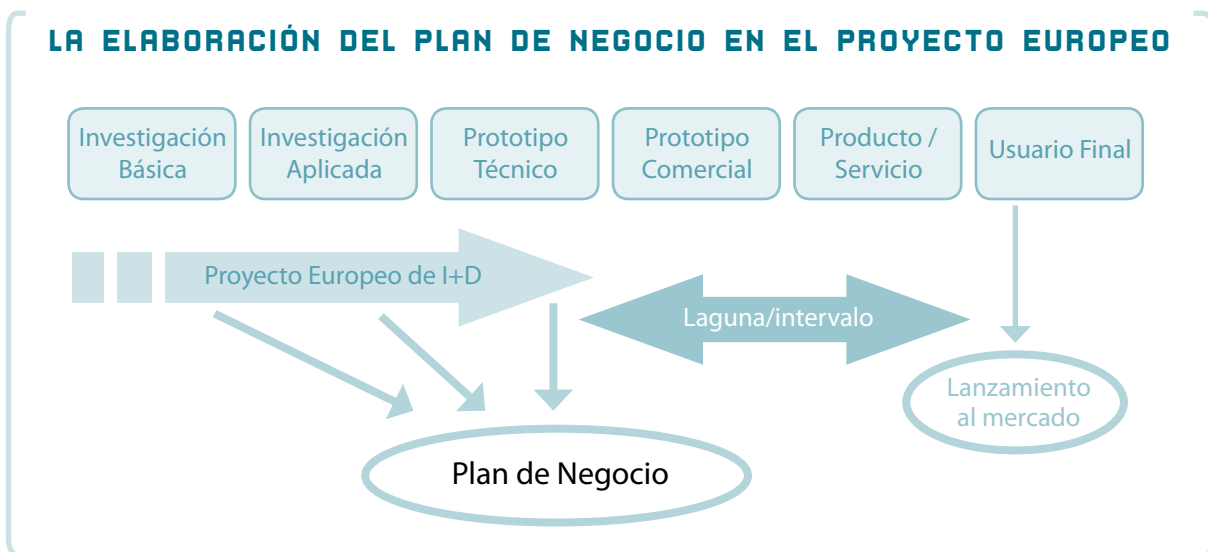 LA ELABORACIÓN DEL PLAN DE NEGOCIO EN EL PROYECTO EUROPEO
Investigación
Básica
Investigación
Aplicada
Prototipo
Técnico
Prototipo
Comercial
Producto /
Servicio
Usuario Final
Proyecto Europeo de I+D
Laguna/intervalo
Lanzamiento
al mercado
Plan de Negocio